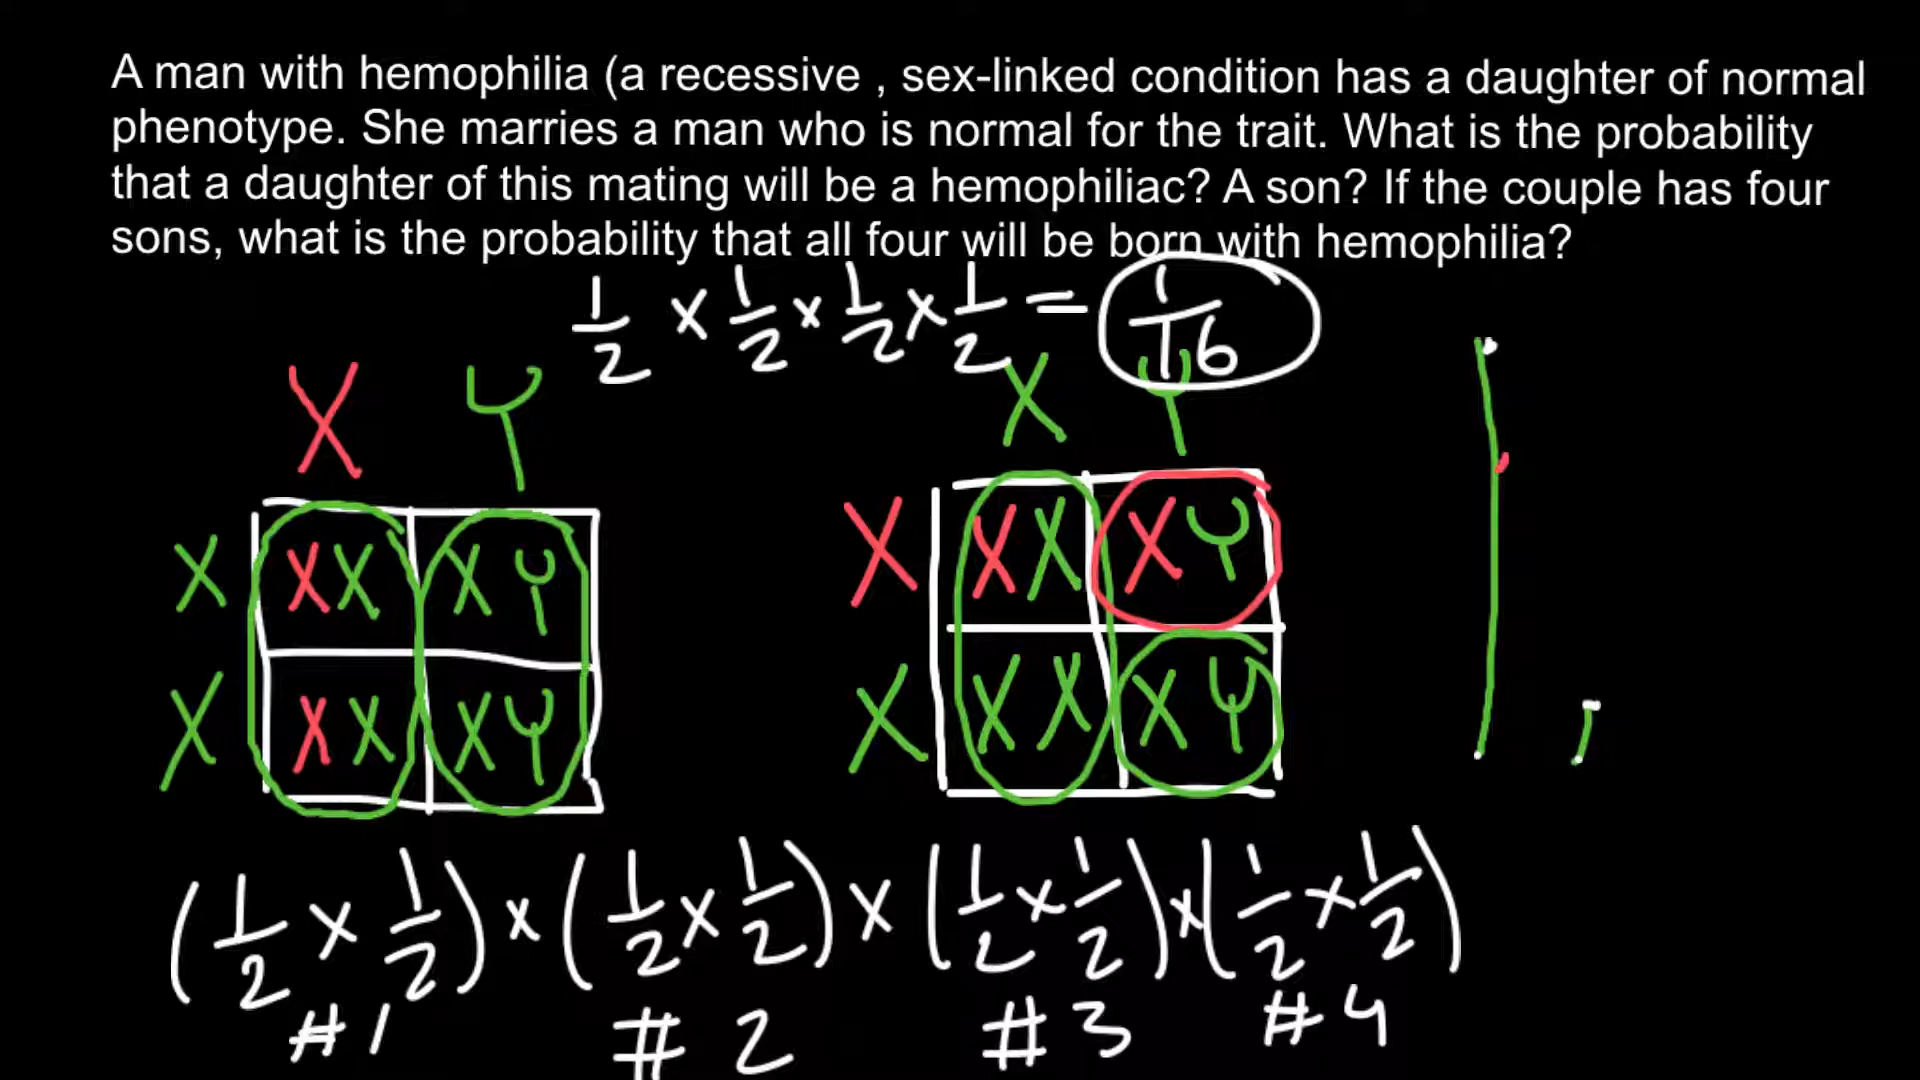 A man with hemophilia (a recessive , sex-linked condition has a daughter of normal
phenotype. She marries a man who is normal for the trait. What is the probability
that a daughter of this mating will be a hemophiliac? A son? If the couple has four
sons, what is the probability that all four will be born with hemophilia?
1/2 x 1/2 x 1/2 x 1/2 = 1/16
X Y X Y
X XX XY X XX XY
X XX XY X XX XY
(1/2 x 1/2) x (1/2 x 1/2) x (1/2 x 1/2) x (1/2 x 1/2)
#1 #2 #3 #4